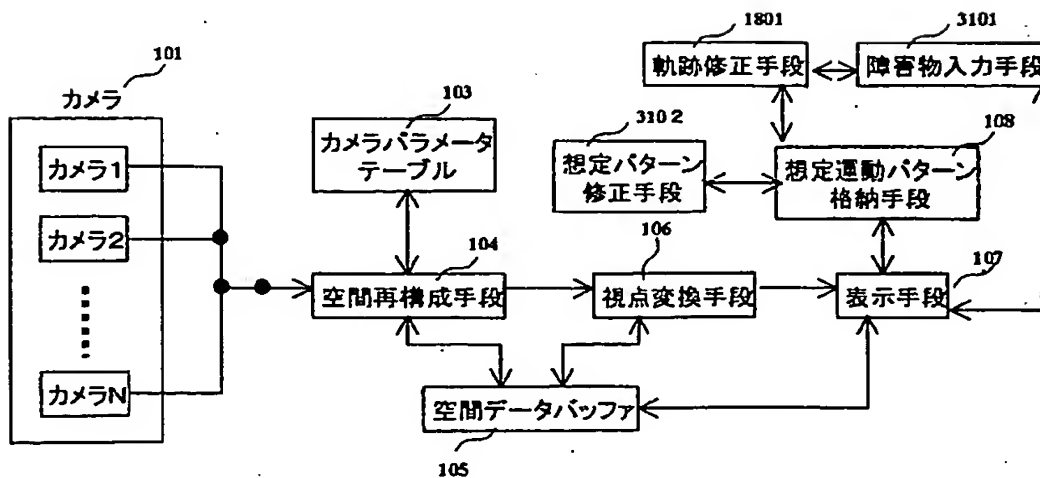 101
カメラ
カメラ1
カメラ2
カメラN
103
カメラパラメータ
テーブル
104
空間再構成手段
空間データバッファ
105
106
視点変換手段
3102
想定パターン
修正手段
1801
軌跡修正手段
3101
障害物入力手段
108
想定運動パターン
格納手段
107
表示手段